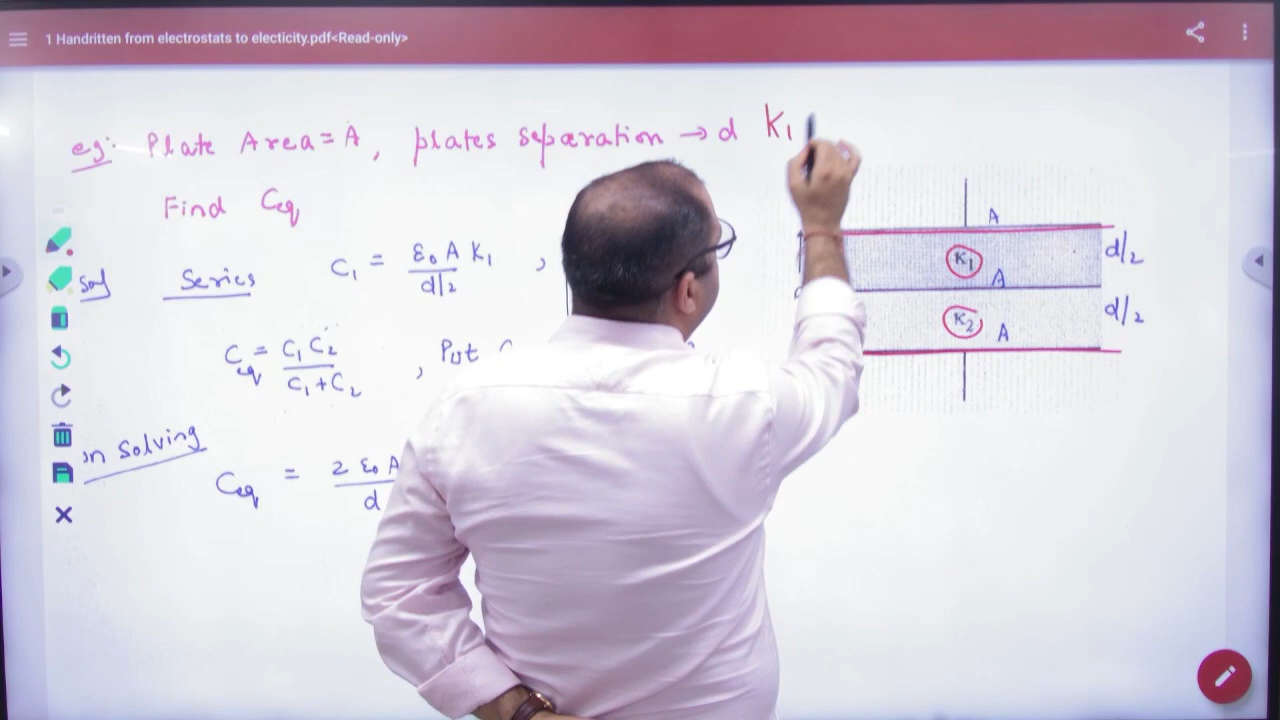 1 Handritten from electrostats to electicity.pdf<Read-only>
eg:- Plate Area = A, plates separation → d K1
Find Ceq
A
Sol Series C1 = ε0 A K1 / d/2 ,
K1 A d/2
K2 A d/2
Ceq = C1 C2 / C1 + C2 , Put
on solving
Ceq = 2 ε0 A / d